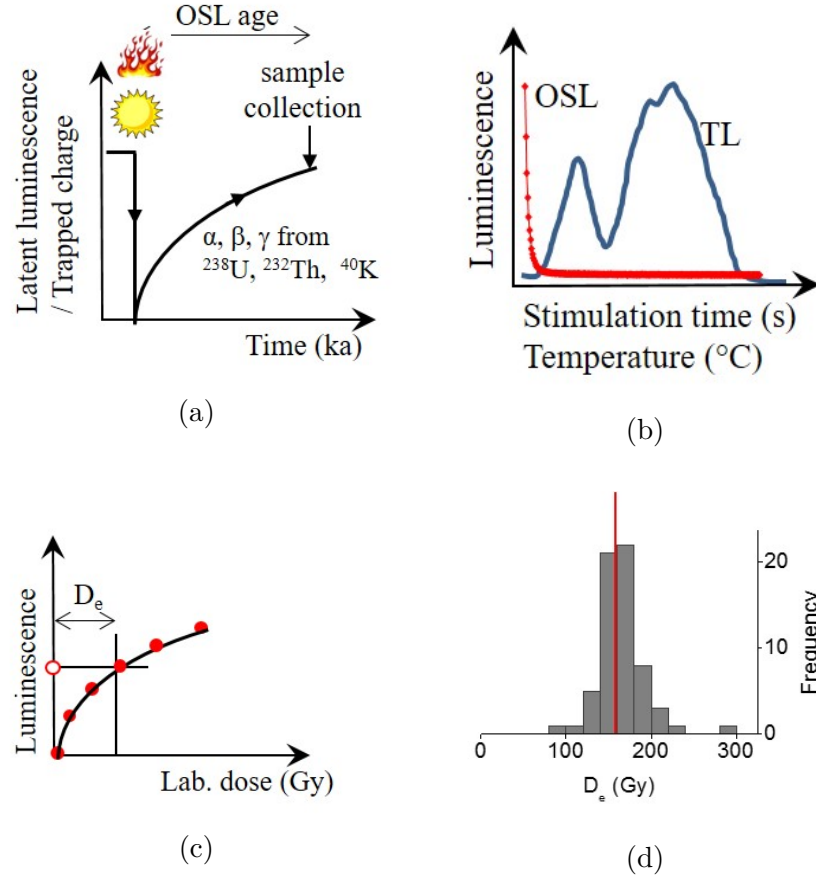 OSL age
sample
collection
Latent luminescence
/ Trapped charge
α, β, γ from
²³⁸U, ²³²Th, ⁴⁰K
Time (ka)
(a)
Luminescence
OSL
TL
Stimulation time (s)
Temperature (°C)
(b)
Luminescence
Dₑ
Lab. dose (Gy)
(c)
20
10
0
Frequency
0 100 200 300
Dₑ (Gy)
(d)